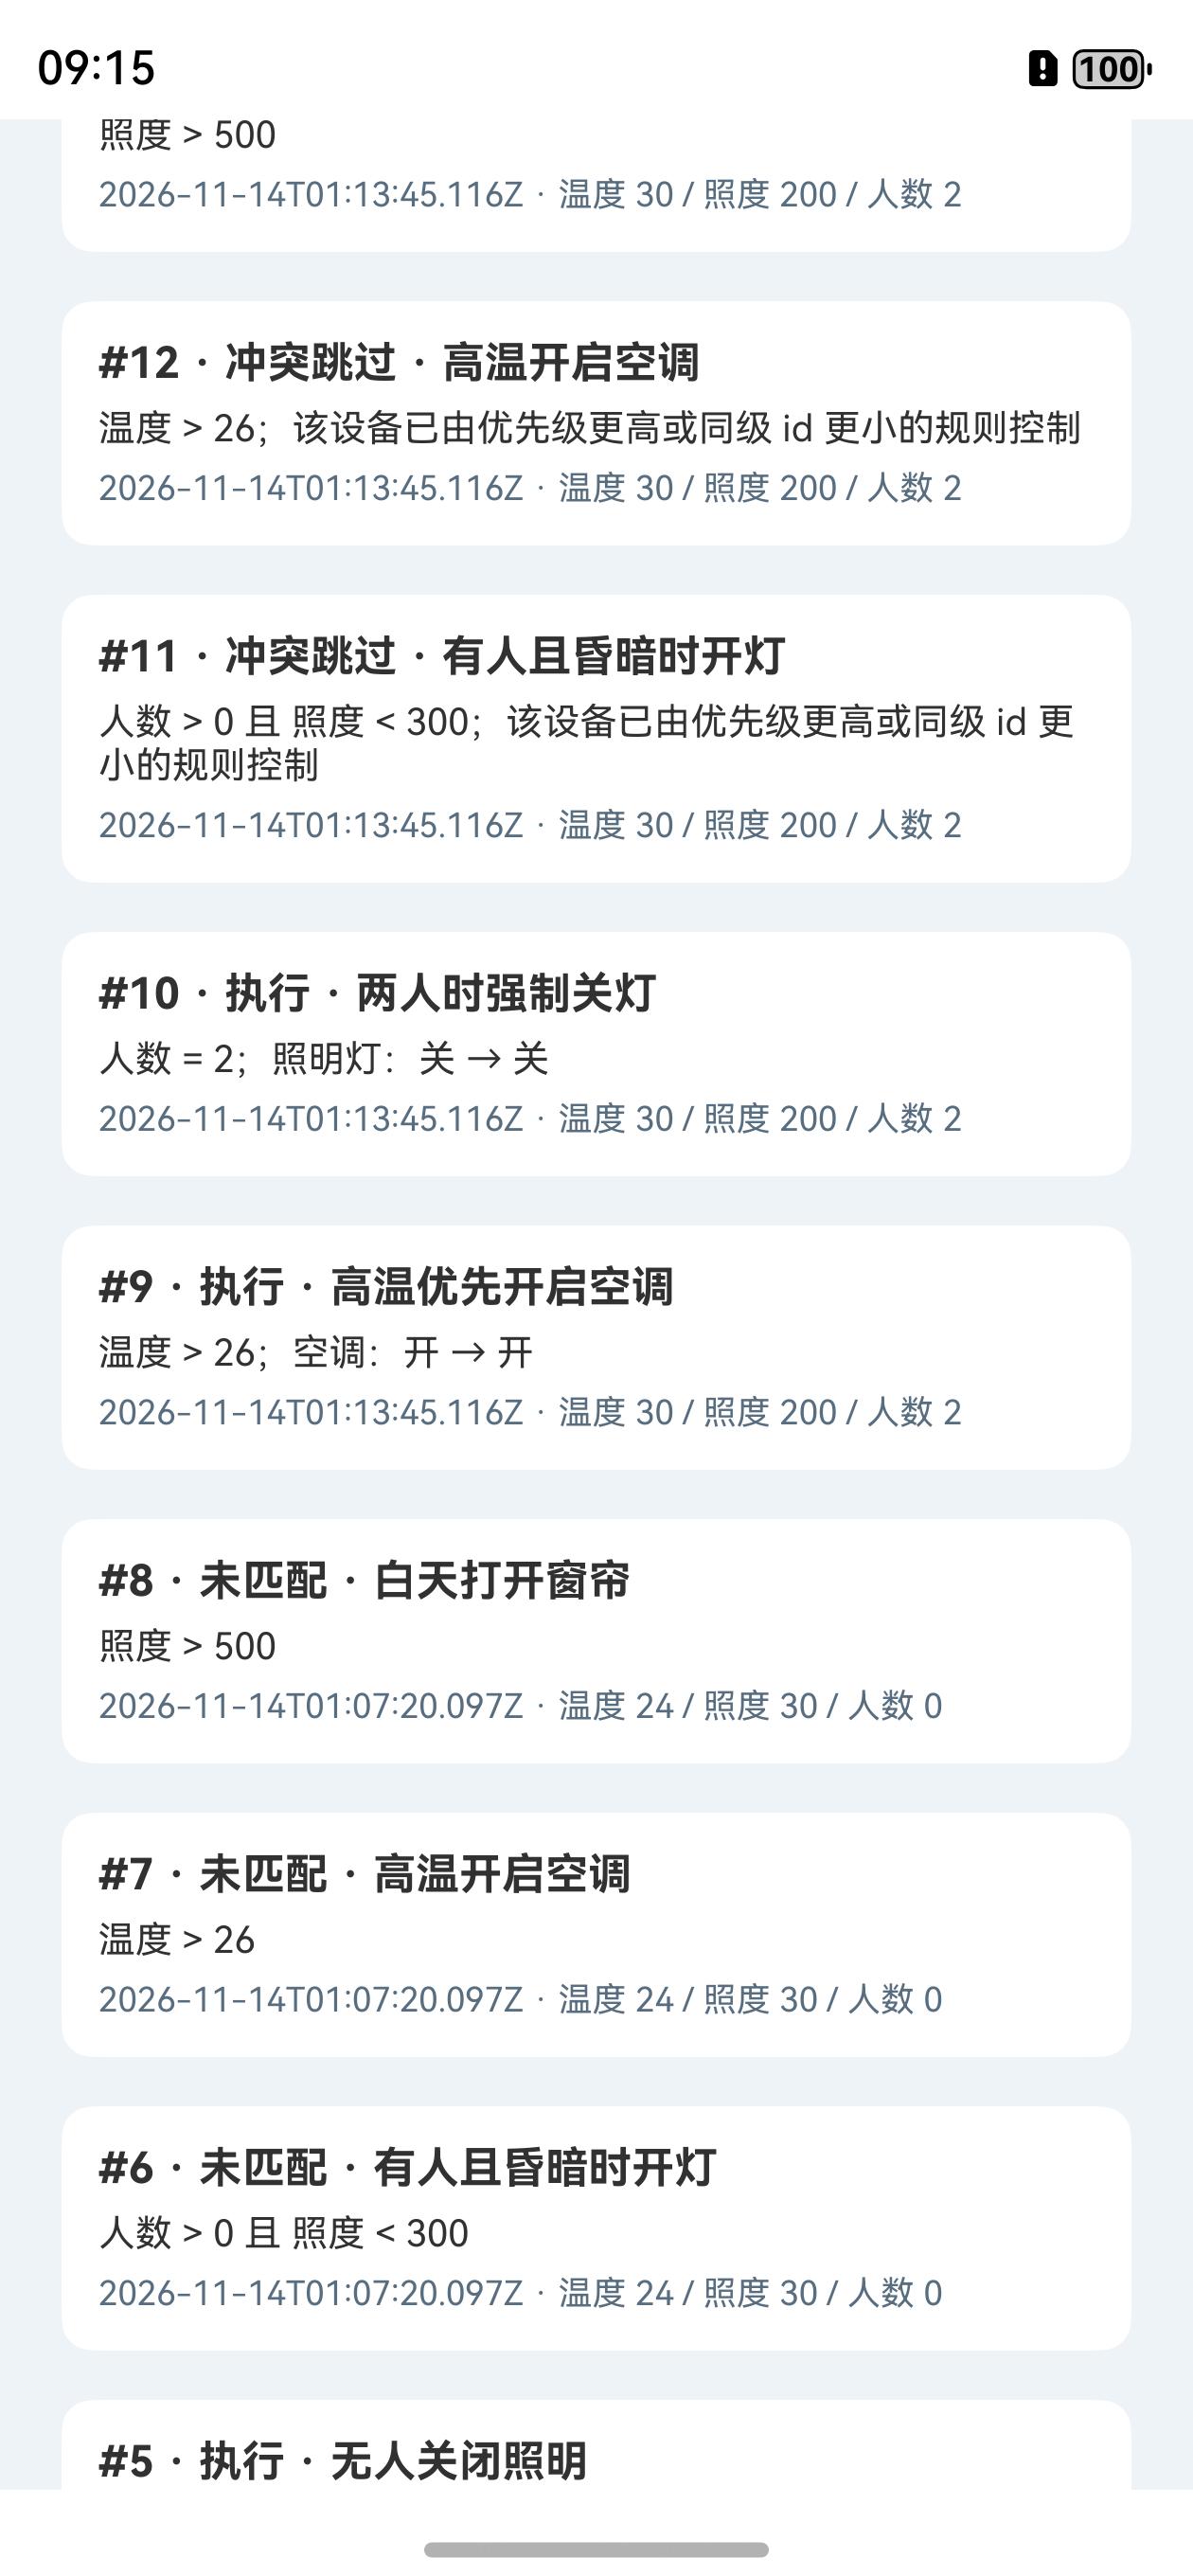 09:15
100
照度 > 500
2026-11-14T01:13:45.116Z · 温度 30 / 照度 200 / 人数 2
#12 · 冲突跳过 · 高温开启空调
温度 > 26；该设备已由优先级更高或同级 id 更小的规则控制
2026-11-14T01:13:45.116Z · 温度 30 / 照度 200 / 人数 2
#11 · 冲突跳过 · 有人且昏暗时开灯
人数 > 0 且 照度 < 300；该设备已由优先级更高或同级 id 更
小的规则控制
2026-11-14T01:13:45.116Z · 温度 30 / 照度 200 / 人数 2
#10 · 执行 · 两人时强制关灯
人数 = 2；照明灯：关 → 关
2026-11-14T01:13:45.116Z · 温度 30 / 照度 200 / 人数 2
#9 · 执行 · 高温优先开启空调
温度 > 26；空调：开 → 开
2026-11-14T01:13:45.116Z · 温度 30 / 照度 200 / 人数 2
#8 · 未匹配 · 白天打开窗帘
照度 > 500
2026-11-14T01:07:20.097Z · 温度 24 / 照度 30 / 人数 0
#7 · 未匹配 · 高温开启空调
温度 > 26
2026-11-14T01:07:20.097Z · 温度 24 / 照度 30 / 人数 0
#6 · 未匹配 · 有人且昏暗时开灯
人数 > 0 且 照度 < 300
2026-11-14T01:07:20.097Z · 温度 24 / 照度 30 / 人数 0
#5 · 执行 · 无人关闭照明